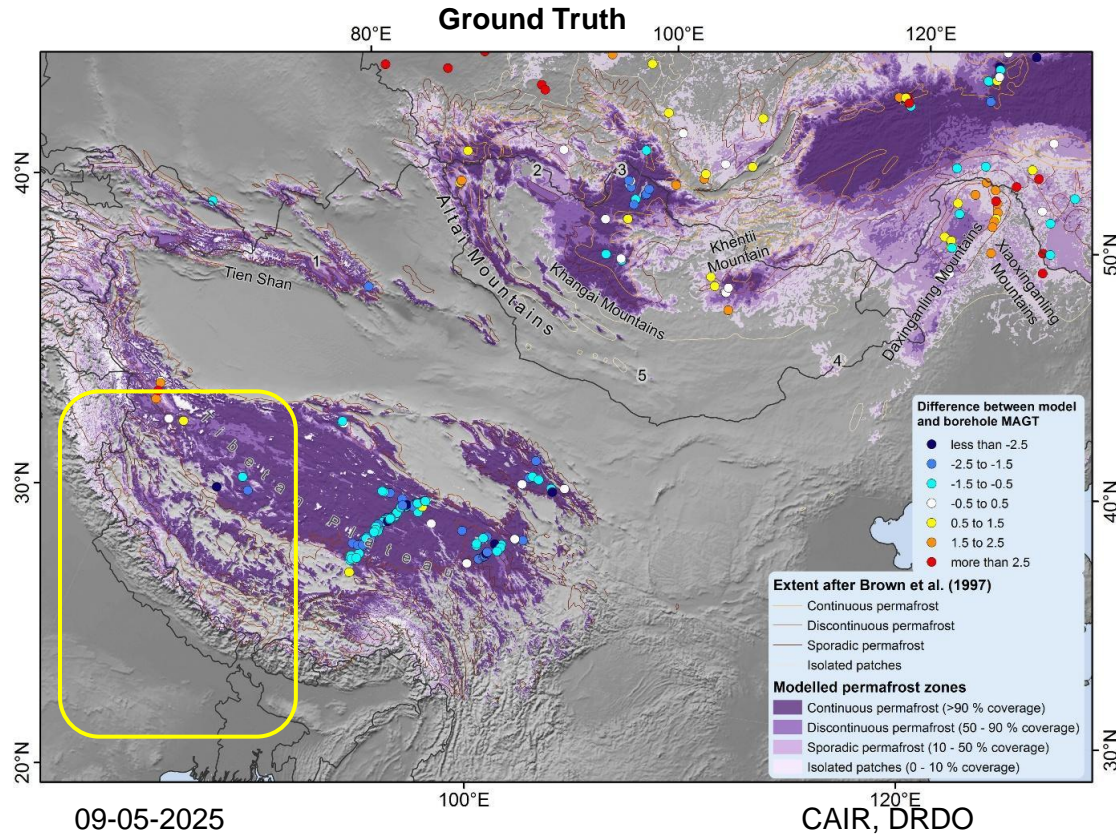 Ground Truth
80°E
100°E
120°E
40°N
50°N
30°N
40°N
20°N
30°N
100°E
120°E
1
2
3
4
5
Tien Shan
Altai Mountains
Khangai Mountains
Khentii
Mountain
Daxinganling Mountains
Xiaoxinganling
Mountains
Tibetan Plateau
Difference between model
and borehole MAGT
less than -2.5
-2.5 to -1.5
-1.5 to -0.5
-0.5 to 0.5
0.5 to 1.5
1.5 to 2.5
more than 2.5
Extent after Brown et al. (1997)
Continuous permafrost
Discontinuous permafrost
Sporadic permafrost
Isolated patches
Modelled permafrost zones
Continuous permafrost (>90 % coverage)
Discontinuous permafrost (50 - 90 % coverage)
Sporadic permafrost (10 - 50 % coverage)
Isolated patches (0 - 10 % coverage)
09-05-2025
CAIR, DRDO